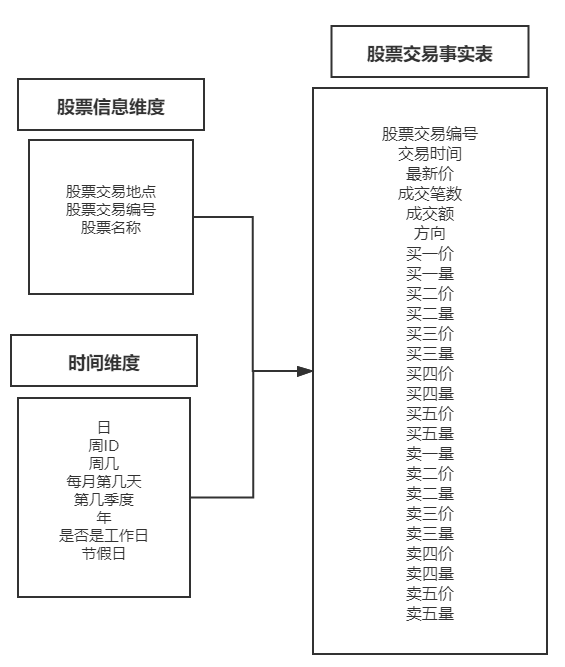 股票信息维度
股票交易地点
股票交易编号
股票名称
时间维度
日
周ID
周几
每月第几天
第几季度
年
是否是工作日
节假日
股票交易事实表
股票交易编号
交易时间
最新价
成交笔数
成交额
方向
买一价
买一量
买二价
买二量
买三价
买三量
买四价
买四量
买五价
买五量
卖一量
卖二价
卖二量
卖三价
卖三量
卖四价
卖四量
卖五价
卖五量